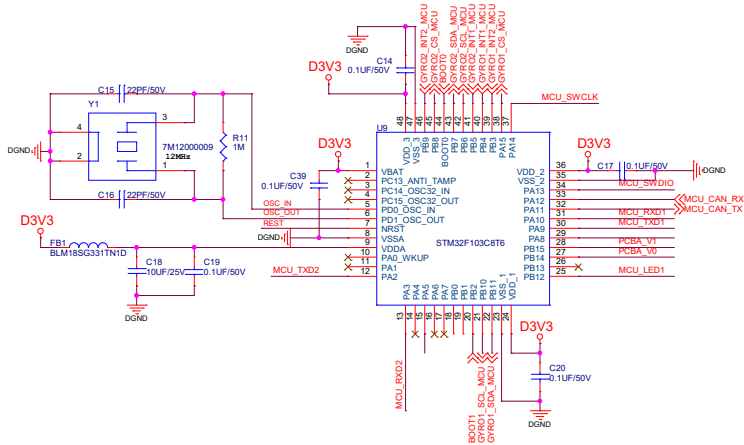 DGND
D3V3
C14
0.1UF/50V
GYRO2_INT2_MCU
GYRO2_CS_MCU
BOOT0
GYRO2_SDA_MCU
GYRO2_SCL_MCU
GYRO2_INT1_MCU
GYRO1_INT1_MCU
GYRO1_INT2_MCU
GYRO1_CS_MCU
MCU_SWCLK
C15 22PF/50V
Y1
4
3
2
1
7M12000009
12MHz
R11
1M
DGND
C16 22PF/50V
D3V3
FB1
BLM18SG331TN1D
C18
10UF/25V
C19
0.1UF/50V
DGND
D3V3
C39
0.1UF/50V
OSC_IN
OSC_OUT
REST
DGND
MCU_TXD2
U9
48 47 46 45 44 43 42 41 40 39 38 37
VDD_3
VSS_3
PB9
PB8
BOOT0
PB7
PB6
PB5
PB4
PB3
PA15
PA14
1 VBAT
2 PC13_ANTI_TAMP
3 PC14_OSC32_IN
4 PC15_OSC32_OUT
5 PD0_OSC_IN
6 PD1_OSC_OUT
7 NRST
8 VSSA
9 VDDA
10 PA0_WKUP
11 PA1
12 PA2
STM32F103C8T6
VDD_2 36
VSS_2 35
PA13 34
PA12 33
PA11 32
PA10 31
PA9 30
PA8 29
PB15 28
PB14 27
PB13 26
PB12 25
PA3
PA4
PA5
PA6
PA7
PB0
PB1
PB2
PB10
PB11
VSS_1
VDD_1
13 14 15 16 17 18 19 20 21 22 23 24
D3V3
C17 0.1UF/50V
DGND
MCU_SWDIO
MCU_CAN_RX
MCU_CAN_TX
MCU_RXD1
MCU_TXD1
PCBA_V1
PCBA_V0
MCU_LED1
MCU_RXD2
BOOT1
GYRO1_SCL_MCU
GYRO1_SDA_MCU
D3V3
C20
0.1UF/50V
DGND